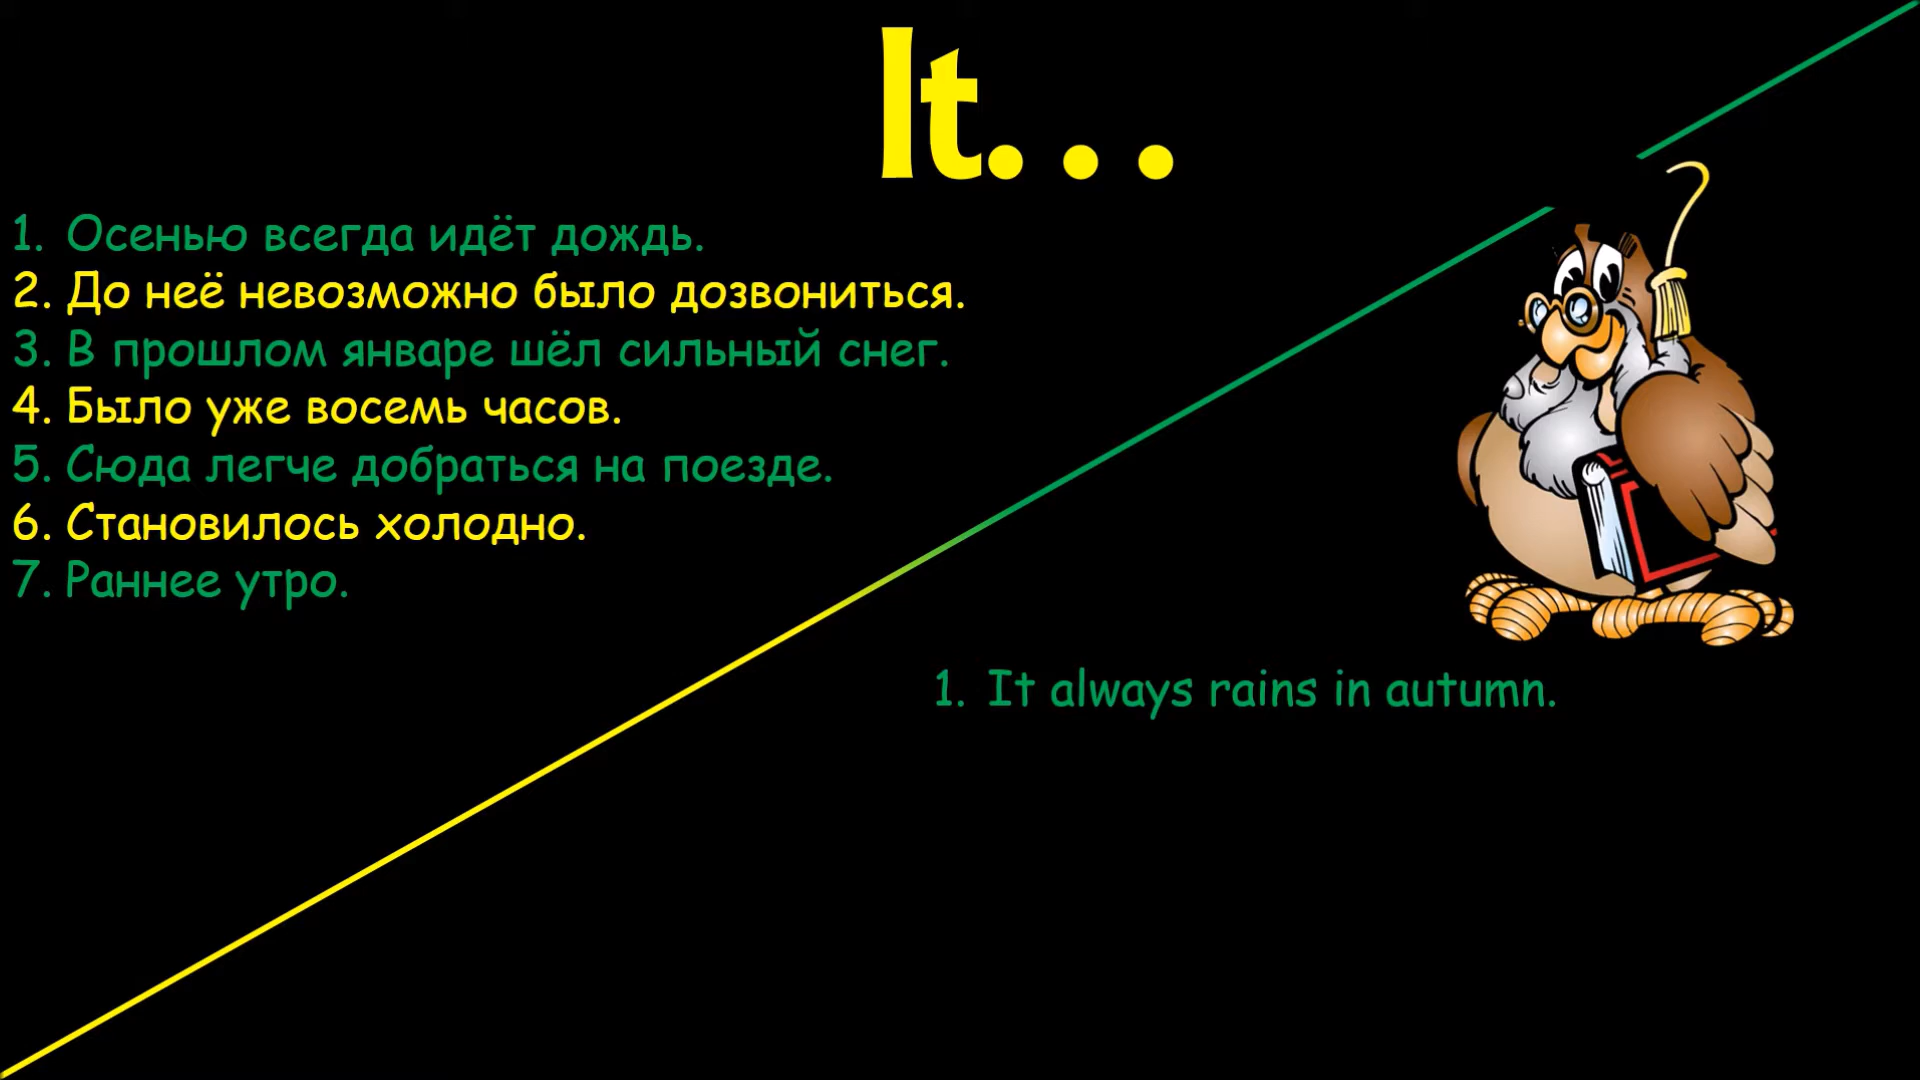 It...
1. Осенью всегда идёт дождь.
2. До неё невозможно было дозвониться.
3. В прошлом январе шёл сильный снег.
4. Было уже восемь часов.
5. Сюда легче добраться на поезде.
6. Становилось холодно.
7. Раннее утро.
1. It always rains in autumn.